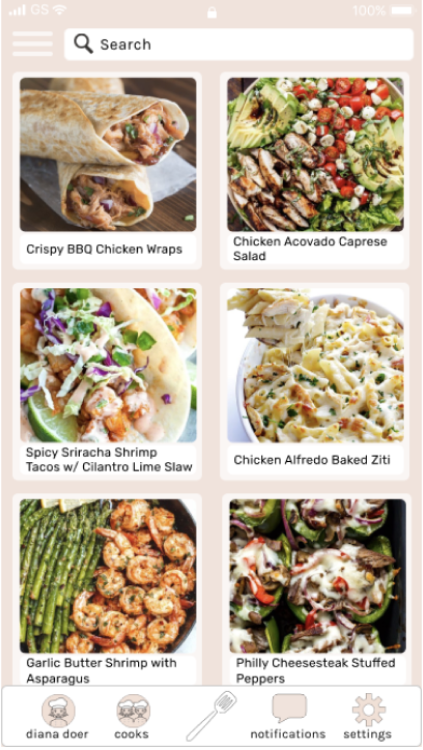 GS
100%
Search
Crispy BBQ Chicken Wraps
Chicken Acovado Caprese
Salad
Spicy Sriracha Shrimp
Tacos w/ Cilantro Lime Slaw
Chicken Alfredo Baked Ziti
Garlic Butter Shrimp with
Asparagus
Philly Cheesesteak Stuffed
Peppers
diana doer
cooks
notifications
settings